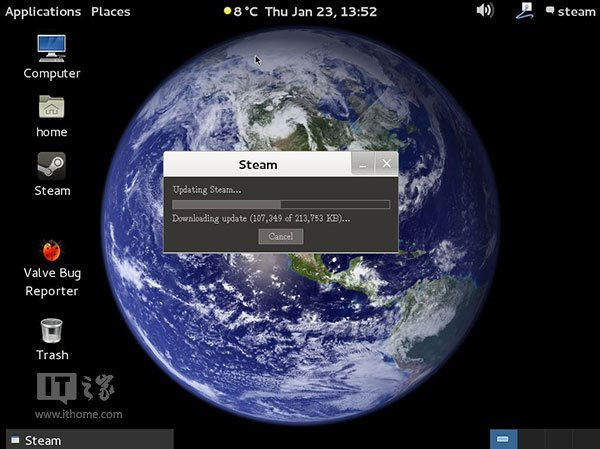 Applications Places 8 °C Thu Jan 23, 13:52 steam
Computer
home
Steam
Valve Bug
Reporter
Trash
Steam
Updating Steam...
Downloading update (107,349 of 213,753 KB)...
Cancel
IT之家
www.ithome.com
Steam